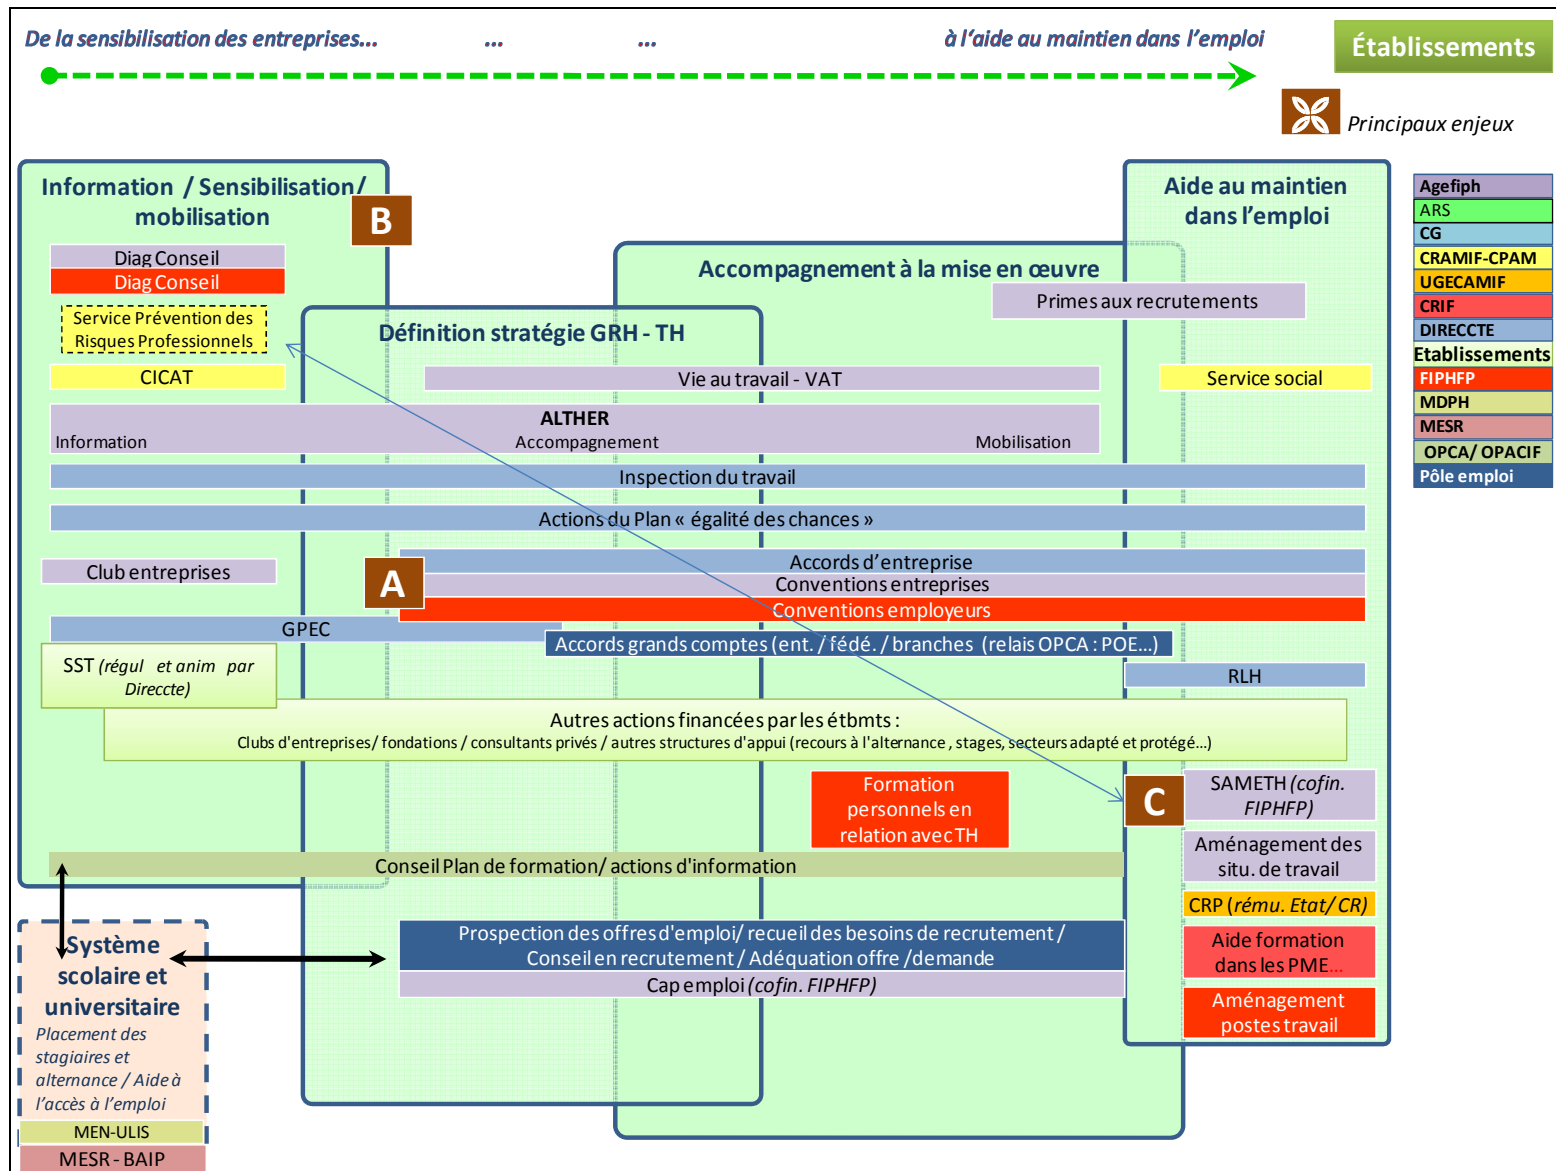 De la sensibilisation des entreprises...
...
...
à l'aide au maintien dans l'emploi
Établissements
Principaux enjeux
Information / Sensibilisation/
mobilisation
B
Diag Conseil
Diag Conseil
Service Prévention des
Risques Professionnels
CICAT
Définition stratégie GRH - TH
Accompagnement à la mise en œuvre
Primes aux recrutements
Aide au maintien
dans l'emploi
Agefiph
ARS
CG
CRAMIF-CPAM
UGECAMIF
CRIF
DIRECCTE
Etablissements
FIPHFP
MDPH
MESR
OPCA/ OPACIF
Pôle emploi
Vie au travail - VAT
Service social
ALTHER
Information
Accompagnement
Mobilisation
Inspection du travail
Actions du Plan « égalité des chances »
Club entreprises
A
Accords d'entreprise
Conventions entreprises
Conventions employeurs
GPEC
Accords grands comptes (ent. / fédé. / branches (relais OPCA : POE...)
SST (régul et anim par
Direccte)
RLH
Autres actions financées par les étbmts :
Clubs d'entreprises/ fondations / consultants privés / autres structures d'appui (recours à l'alternance , stages, secteurs adapté et protégé...)
Formation
personnels en
relation avec TH
C
SAMETH (cofin.
FIPHFP)
Conseil Plan de formation/ actions d'information
Aménagement des
situ. de travail
CRP (rému. Etat/ CR)
Aide formation
dans les PME...
Aménagement
postes travail
Prospection des offres d'emploi/ recueil des besoins de recrutement /
Conseil en recrutement / Adéquation offre /demande
Cap emploi (cofin. FIPHFP)
Système
scolaire et
universitaire
Placement des
stagiaires et
alternance / Aide à
l'accès à l'emploi
MEN-ULIS
MESR - BAIP